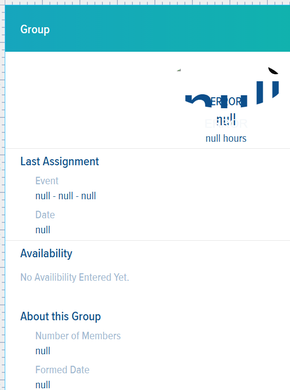 Group
null
null
null hours
Last Assignment
Event
null - null - null
Date
null
Availability
No Availibility Entered Yet.
About this Group
Number of Members
null
Formed Date
null